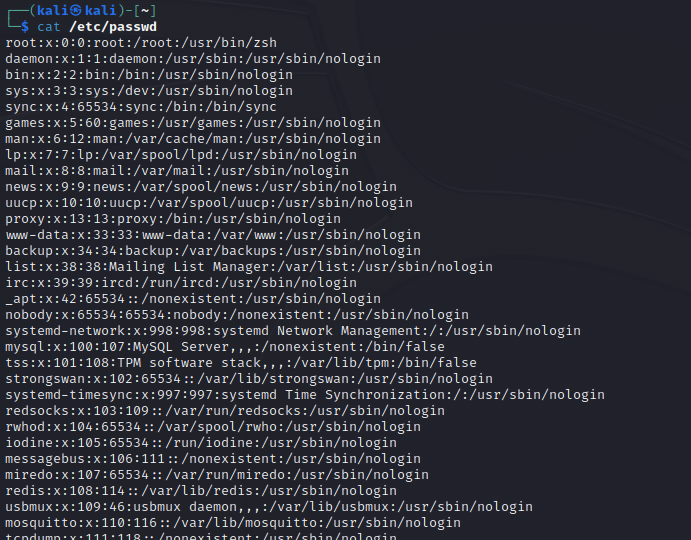 ┌──(kali㉿kali)-[~]
└─$ cat /etc/passwd
root:x:0:0:root:/root:/usr/bin/zsh
daemon:x:1:1:daemon:/usr/sbin:/usr/sbin/nologin
bin:x:2:2:bin:/bin:/usr/sbin/nologin
sys:x:3:3:sys:/dev:/usr/sbin/nologin
sync:x:4:65534:sync:/bin:/bin/sync
games:x:5:60:games:/usr/games:/usr/sbin/nologin
man:x:6:12:man:/var/cache/man:/usr/sbin/nologin
lp:x:7:7:lp:/var/spool/lpd:/usr/sbin/nologin
mail:x:8:8:mail:/var/mail:/usr/sbin/nologin
news:x:9:9:news:/var/spool/news:/usr/sbin/nologin
uucp:x:10:10:uucp:/var/spool/uucp:/usr/sbin/nologin
proxy:x:13:13:proxy:/bin:/usr/sbin/nologin
www-data:x:33:33:www-data:/var/www:/usr/sbin/nologin
backup:x:34:34:backup:/var/backups:/usr/sbin/nologin
list:x:38:38:Mailing List Manager:/var/list:/usr/sbin/nologin
irc:x:39:39:ircd:/run/ircd:/usr/sbin/nologin
_apt:x:42:65534::/nonexistent:/usr/sbin/nologin
nobody:x:65534:65534:nobody:/nonexistent:/usr/sbin/nologin
systemd-network:x:998:998:systemd Network Management:/:/usr/sbin/nologin
mysql:x:100:107:MySQL Server,,,:/nonexistent:/bin/false
tss:x:101:108:TPM software stack,,,:/var/lib/tpm:/bin/false
strongswan:x:102:65534::/var/lib/strongswan:/usr/sbin/nologin
systemd-timesync:x:997:997:systemd Time Synchronization:/:/usr/sbin/nologin
redsocks:x:103:109::/var/run/redsocks:/usr/sbin/nologin
rwhod:x:104:65534::/var/spool/rwho:/usr/sbin/nologin
iodine:x:105:65534::/run/iodine:/usr/sbin/nologin
messagebus:x:106:111::/nonexistent:/usr/sbin/nologin
miredo:x:107:65534::/var/run/miredo:/usr/sbin/nologin
redis:x:108:114::/var/lib/redis:/usr/sbin/nologin
usbmux:x:109:46:usbmux daemon,,,:/var/lib/usbmux:/usr/sbin/nologin
mosquitto:x:110:116::/var/lib/mosquitto:/usr/sbin/nologin
tcpdump:x:111:118::/nonexistent:/usr/sbin/nologin